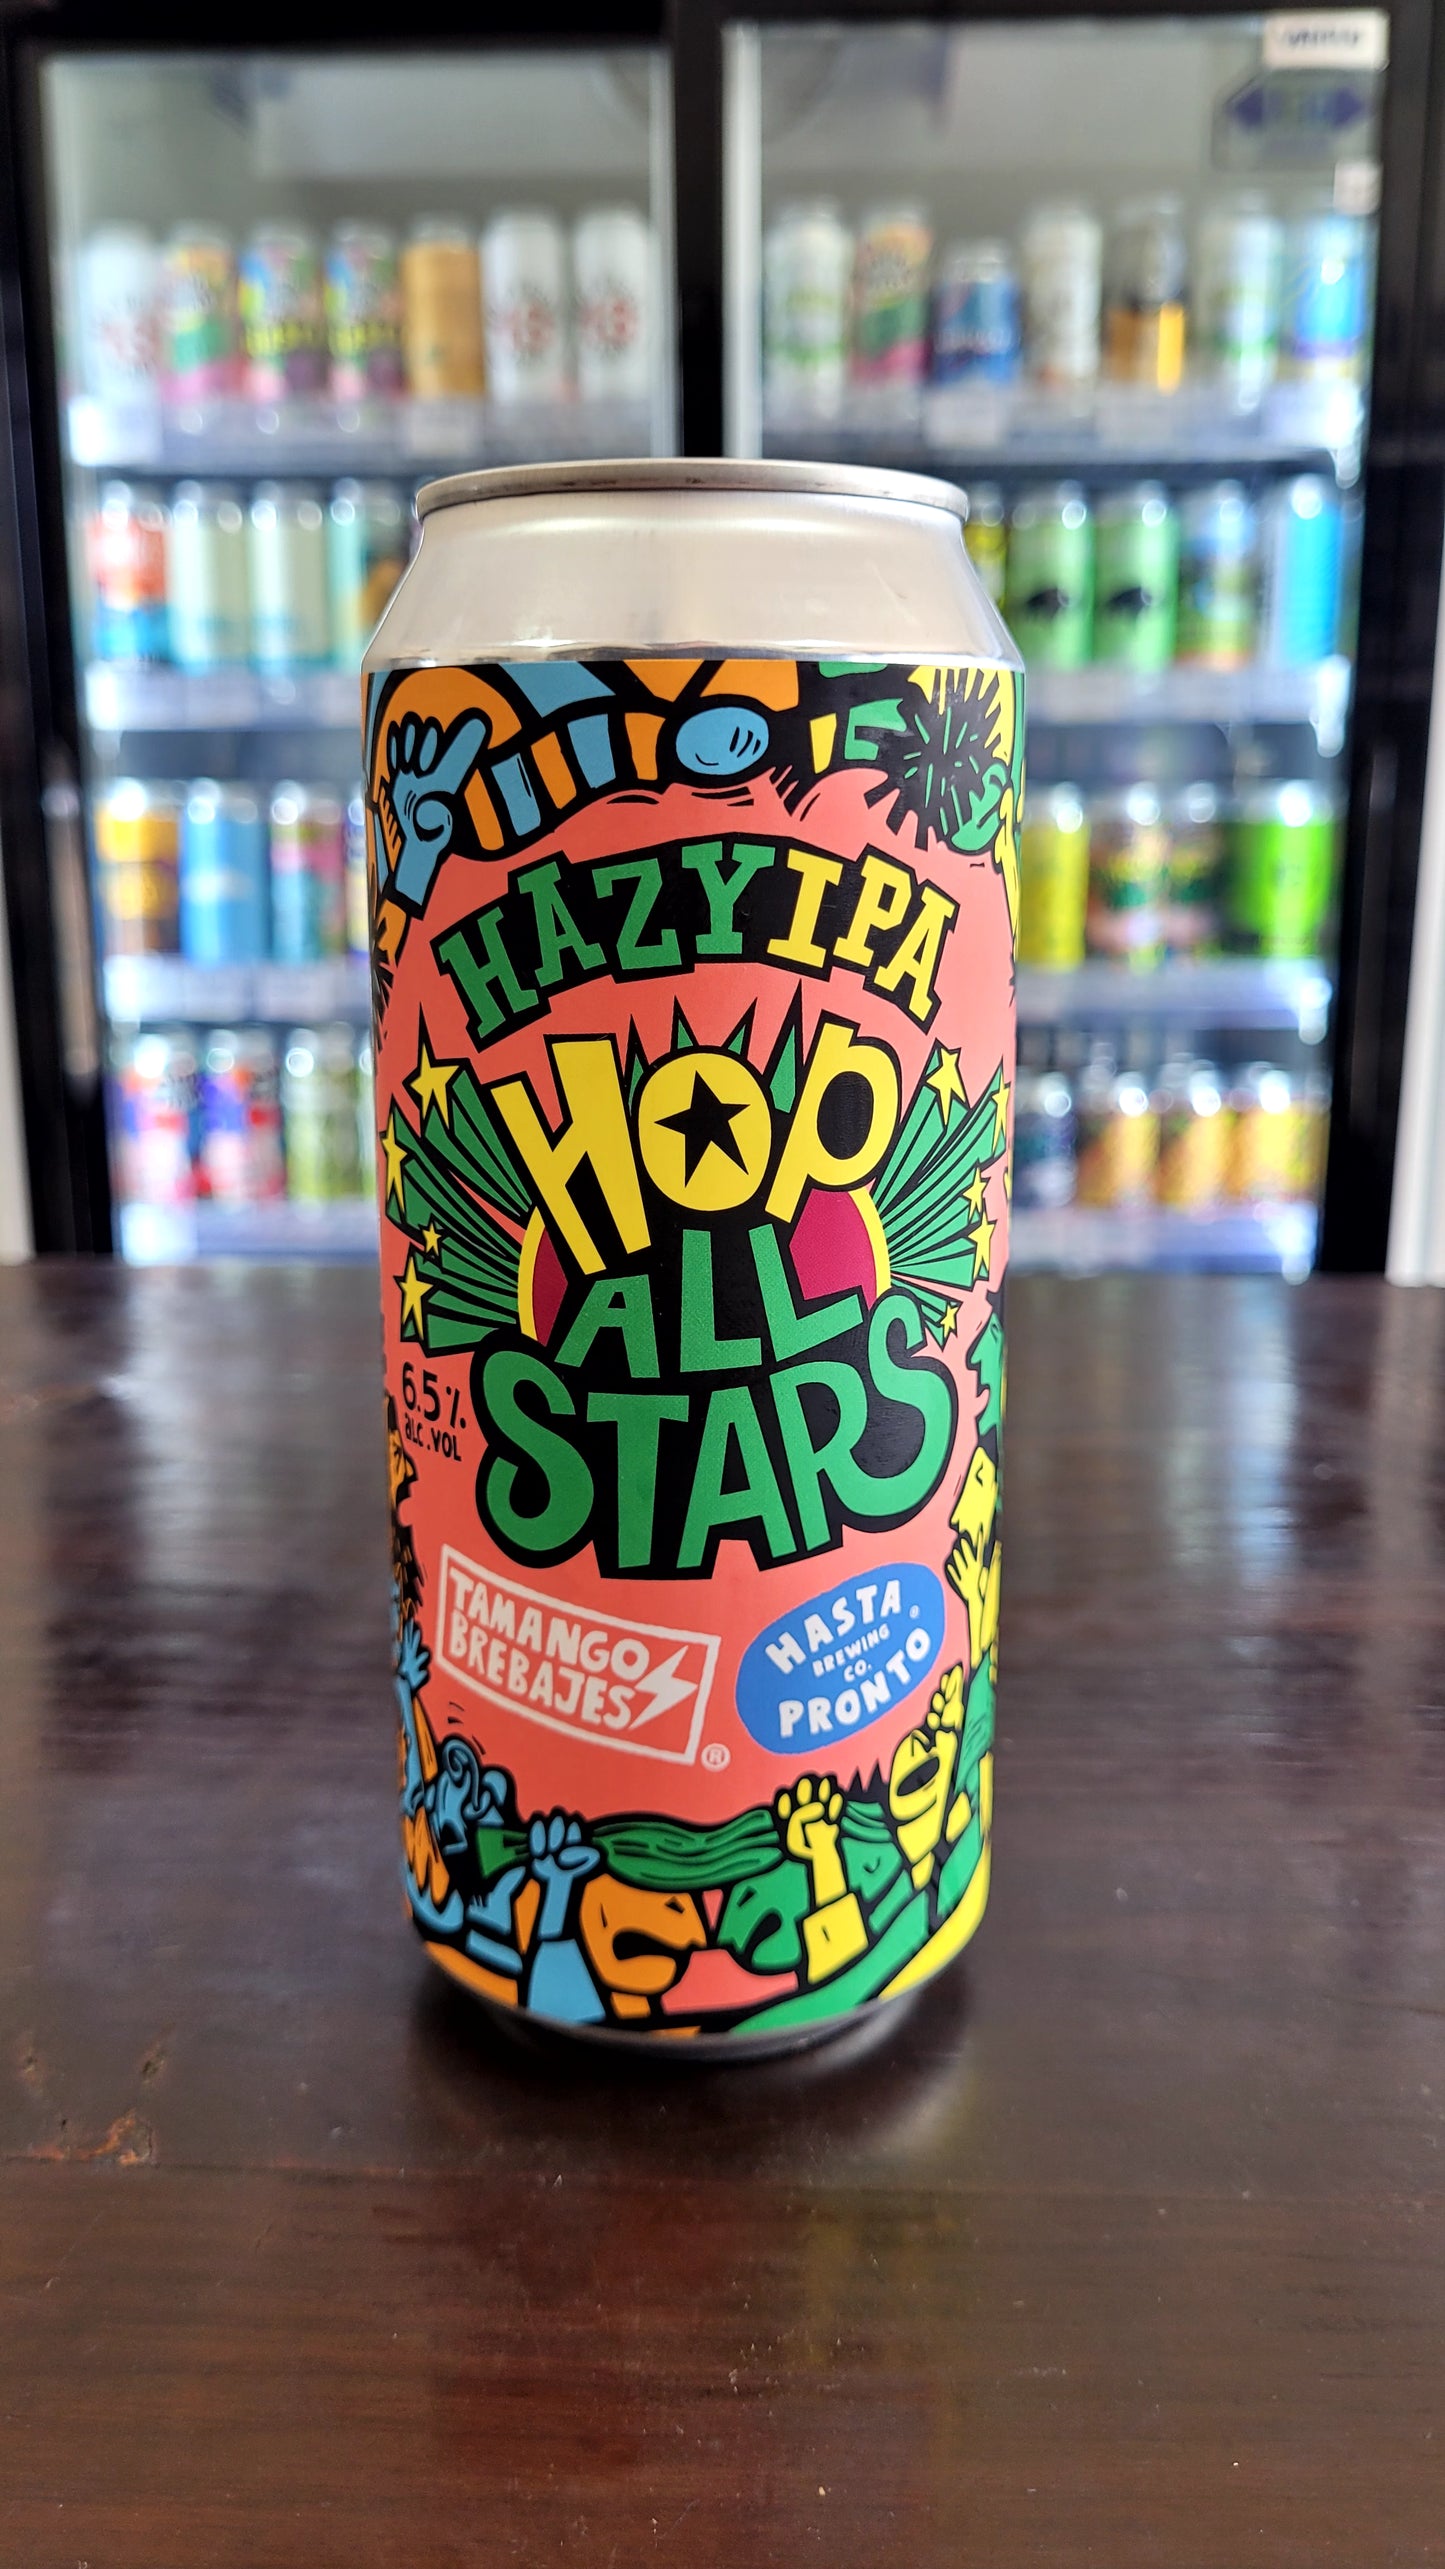 HAZY IPA
HOP
ALL
STARS
6.5%
ALC.VOL
TAMANGO
BREBAJES
®
HASTA
BREWING
CO.
PRONTO
®